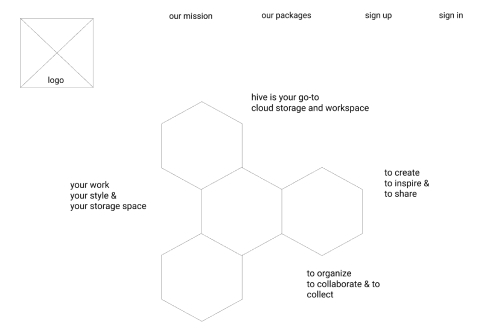 our mission
our packages
sign up
sign in
logo
hive is your go-to
cloud storage and workspace
your work
your style &
your storage space
to create
to inspire &
to share
to organize
to collaborate & to
collect